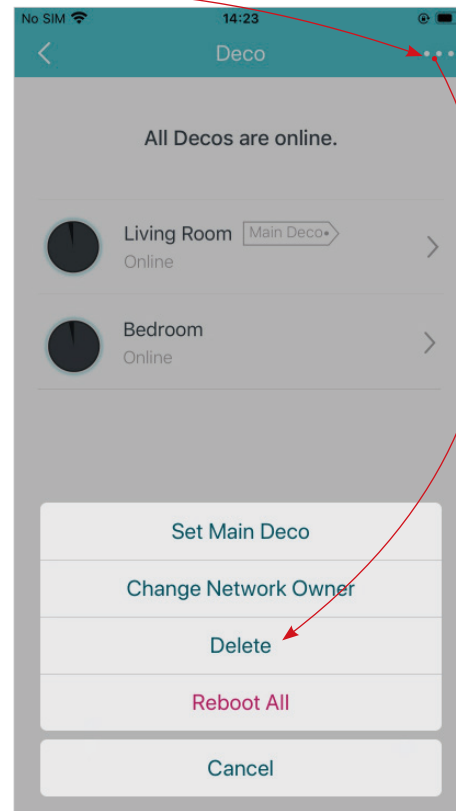 No SIM 14:23
Deco
All Decos are online.
Living Room Main Deco
Online
Bedroom
Online
Set Main Deco
Change Network Owner
Delete
Reboot All
Cancel